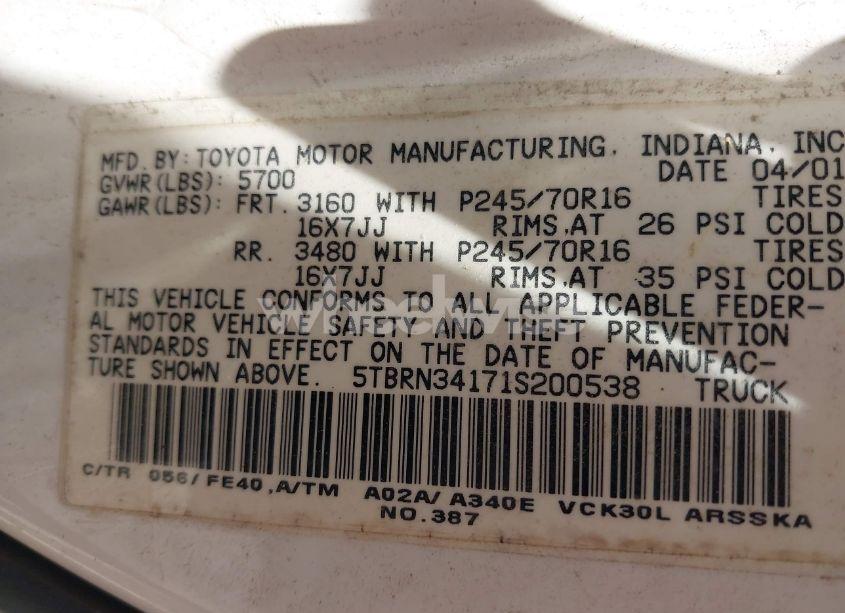 MFD. BY: TOYOTA MOTOR MANUFACTURING, INDIANA, INC
GVWR(LBS): 5700 DATE 04/01
GAWR(LBS): FRT. 3160 WITH P245/70R16 TIRES
16X7JJ RIMS,AT 26 PSI COLD
RR. 3480 WITH P245/70R16 TIRES
16X7JJ RIMS,AT 35 PSI COLD
THIS VEHICLE CONFORMS TO ALL APPLICABLE FEDER-
AL MOTOR VEHICLE SAFETY AND THEFT PREVENTION
STANDARDS IN EFFECT ON THE DATE OF MANUFAC-
TURE SHOWN ABOVE. 5TBRN34171S200538 TRUCK
C/TR 056/FE40,A/TM A02A/A340E VCK30L ARSSKA
NO.387